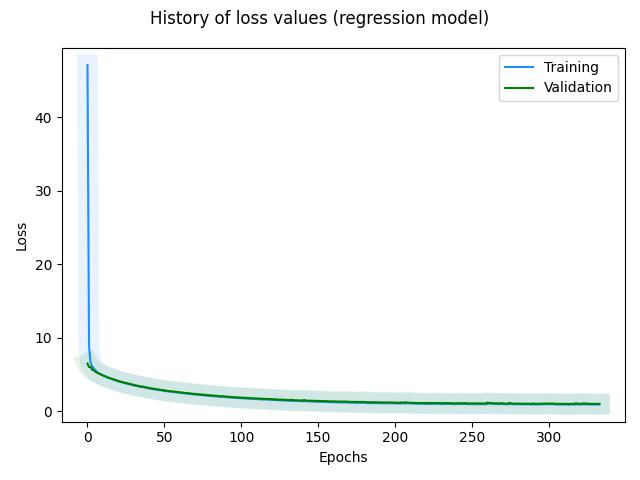 History of loss values (regression model)
Training
Validation
40
30
20
10
0
Loss
0 50 100 150 200 250 300
Epochs